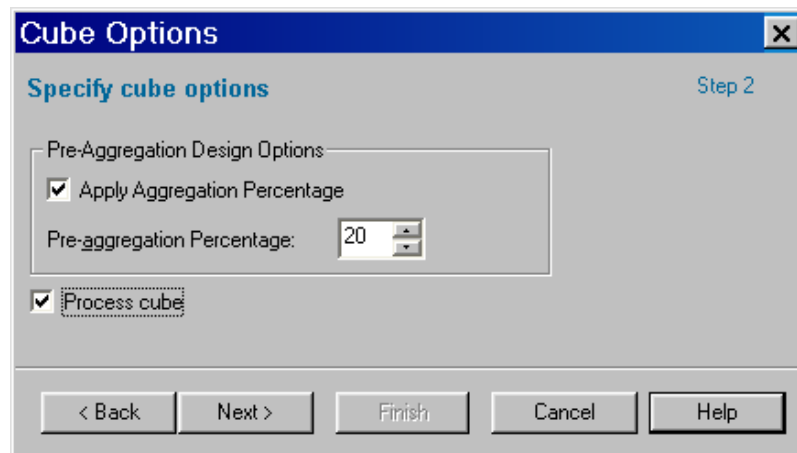 Cube Options
Specify cube options
Step 2
Pre-Aggregation Design Options
Apply Aggregation Percentage
Pre-aggregation Percentage: 20
Process cube
< Back Next > Finish Cancel Help